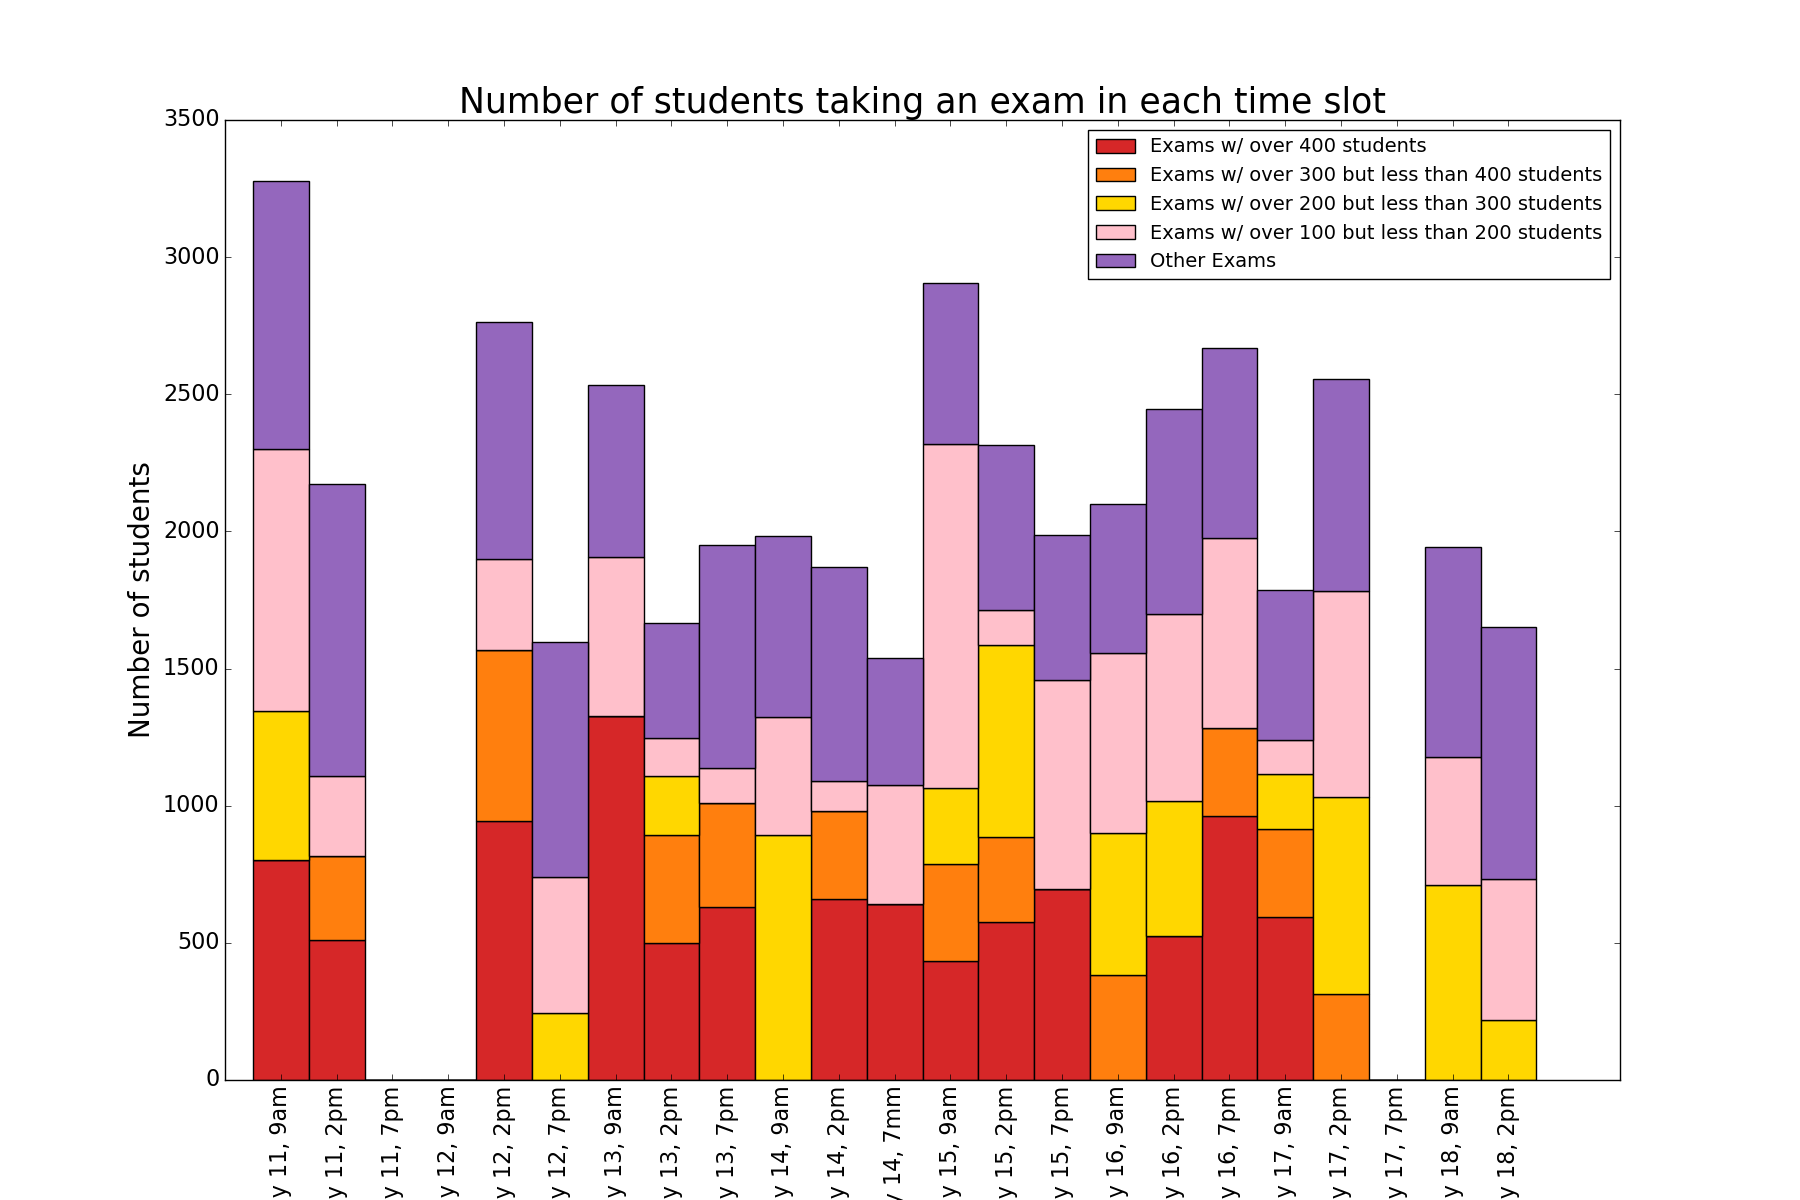 Number of students taking an exam in each time slot
Exams w/ over 400 students
Exams w/ over 300 but less than 400 students
Exams w/ over 200 but less than 300 students
Exams w/ over 100 but less than 200 students
Other Exams
Number of students
3500
3000
2500
2000
1500
1000
500
0
y 11, 9am
y 11, 2pm
y 11, 7pm
y 12, 9am
y 12, 2pm
y 12, 7pm
y 13, 9am
y 13, 2pm
y 13, 7pm
y 14, 9am
y 14, 2pm
y 14, 7mm
y 15, 9am
y 15, 2pm
y 15, 7pm
y 16, 9am
y 16, 2pm
y 16, 7pm
y 17, 9am
y 17, 2pm
y 17, 7pm
y 18, 9am
y 18, 2pm